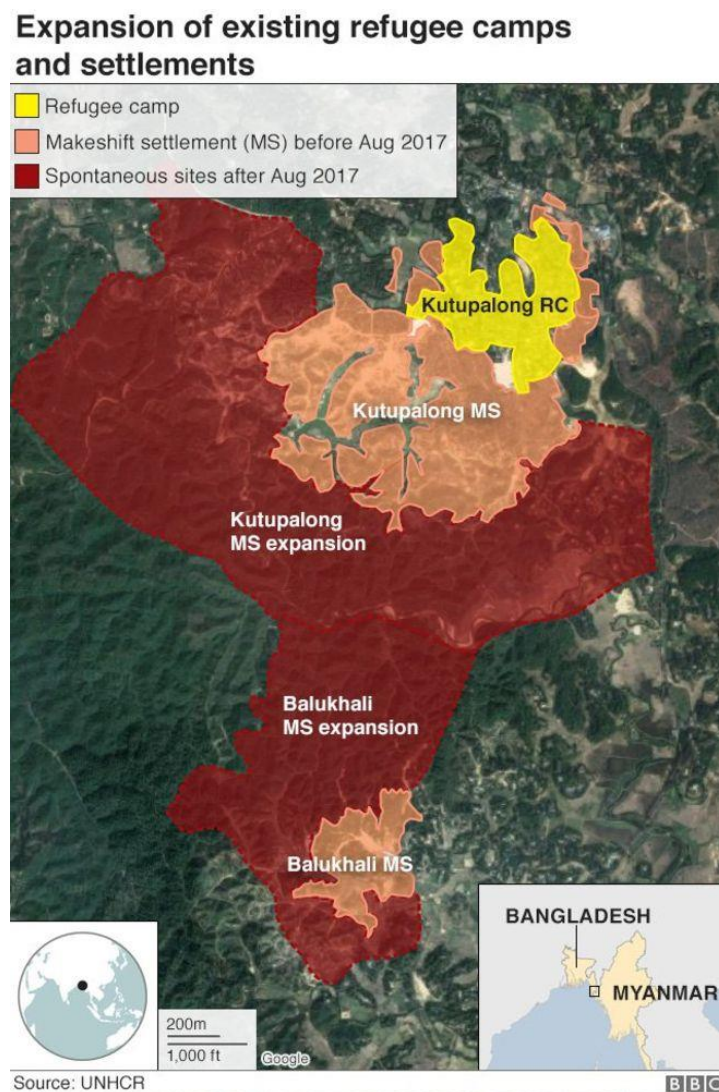 Expansion of existing refugee camps
and settlements
Refugee camp
Makeshift settlement (MS) before Aug 2017
Spontaneous sites after Aug 2017
Kutupalong RC
Kutupalong MS
Kutupalong
MS expansion
Balukhali
MS expansion
Balukhali MS
BANGLADESH
MYANMAR
200m
1,000 ft
Google
Source: UNHCR
BBC